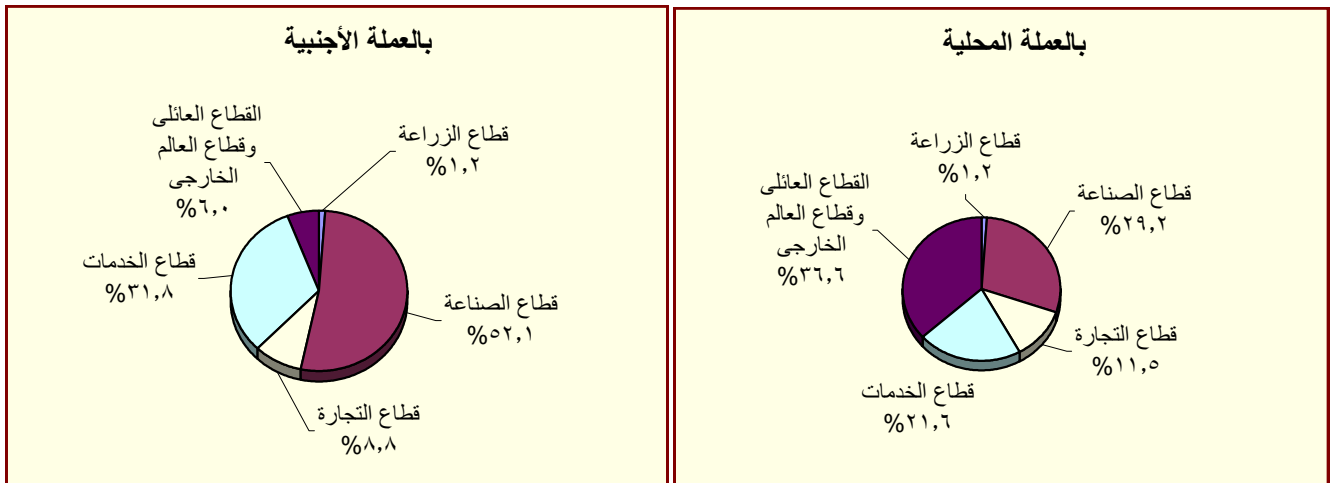 بالعملة المحلية
قطاع الزراعة
%١,٢
قطاع الصناعة
%٢٩,٢
قطاع التجارة
%١١,٥
قطاع الخدمات
%٢١,٦
القطاع العائلى
وقطاع العالم
الخارجى
%٣٦,٦
بالعملة الأجنبية
قطاع الزراعة
%١,٢
قطاع الصناعة
%٥٢,١
قطاع التجارة
%٨,٨
قطاع الخدمات
%٣١,٨
القطاع العائلى
وقطاع العالم
الخارجى
%٦,٠